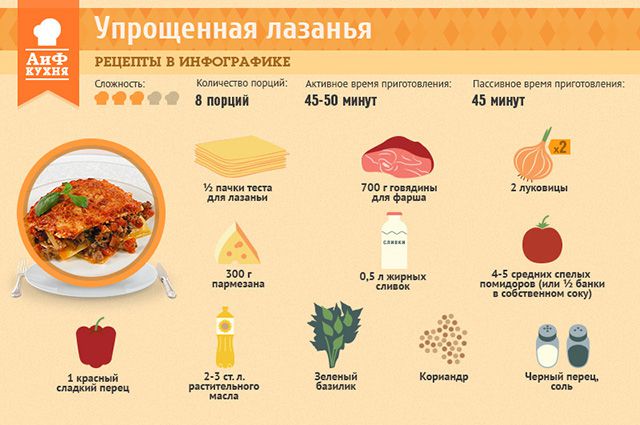 Упрощенная лазанья
АиФ
КУХНЯ
РЕЦЕПТЫ В ИНФОГРАФИКЕ
Сложность:
Количество порций:
8 порций
Активное время приготовления:
45-50 минут
Пассивное время приготовления:
45 минут
½ пачки теста
для лазаньи
700 г говядины
для фарша
x2
2 луковицы
300 г
пармезана
СЛИВКИ
0,5 л жирных
сливок
4-5 средних спелых
помидоров (или ½ банки
в собственном соку)
1 красный
сладкий перец
2-3 ст. л.
растительного
масла
Зеленый
базилик
Кориандр
Черный перец,
соль